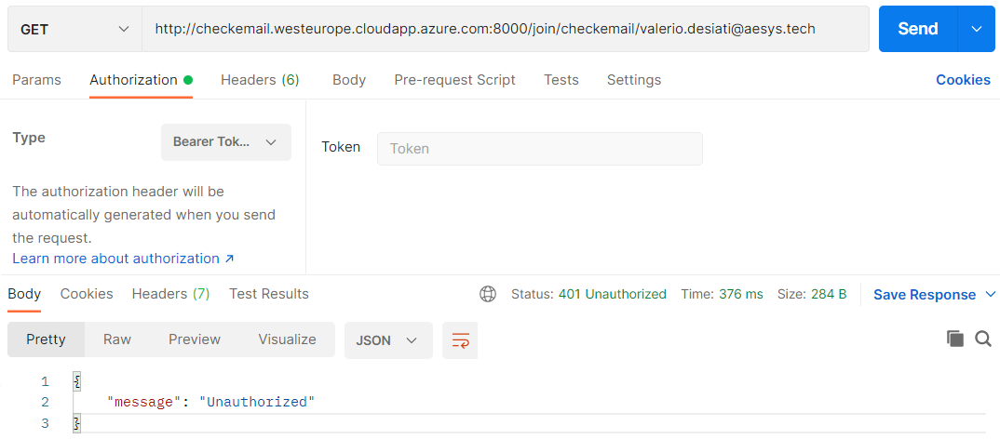 GET http://checkemail.westeurope.cloudapp.azure.com:8000/join/checkemail/valerio.desiati@aesys.tech Send
Params Authorization Headers (6) Body Pre-request Script Tests Settings Cookies
Type Bearer Tok... Token Token
The authorization header will be
automatically generated when you send
the request.
Learn more about authorization ↗
Body Cookies Headers (7) Test Results Status: 401 Unauthorized Time: 376 ms Size: 284 B Save Response
Pretty Raw Preview Visualize JSON
1 {
2 "message": "Unauthorized"
3 }